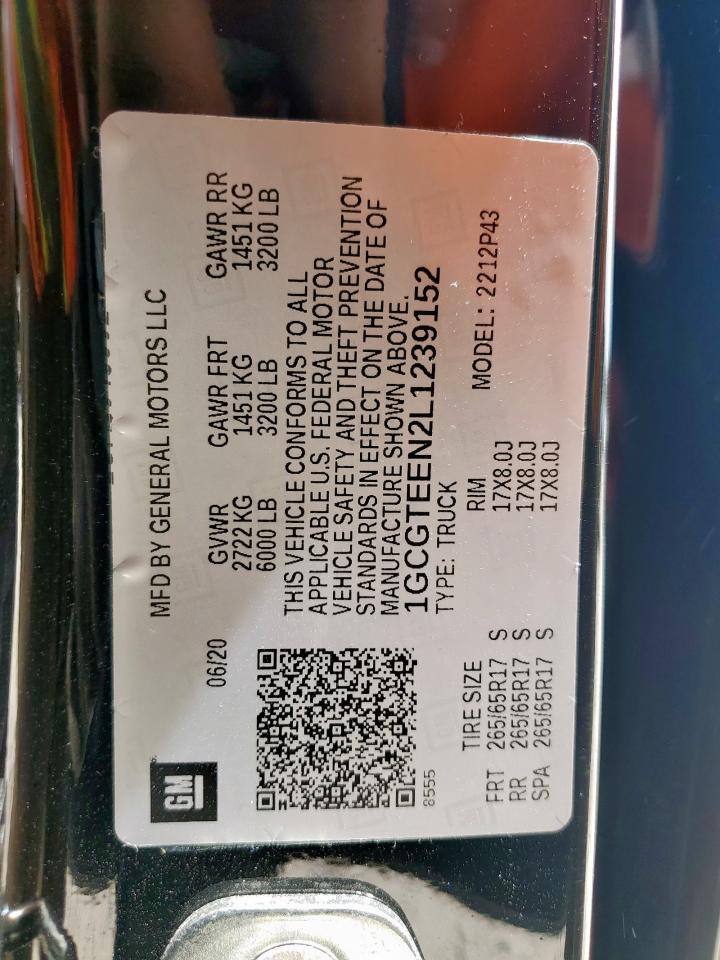 GM
MFD BY GENERAL MOTORS LLC
06/20
GVWR GAWR FRT GAWR RR
2722 KG 1451 KG 1451 KG
6000 LB 3200 LB 3200 LB
THIS VEHICLE CONFORMS TO ALL
APPLICABLE U.S. FEDERAL MOTOR
VEHICLE SAFETY AND THEFT PREVENTION
STANDARDS IN EFFECT ON THE DATE OF
MANUFACTURE SHOWN ABOVE.
1GCGTEEN2L1239152
8555
TYPE: TRUCK
MODEL: 2212P43
TIRE SIZE RIM
FRT 265/65R17 S 17X8.0J
RR 265/65R17 S 17X8.0J
SPA 265/65R17 S 17X8.0J